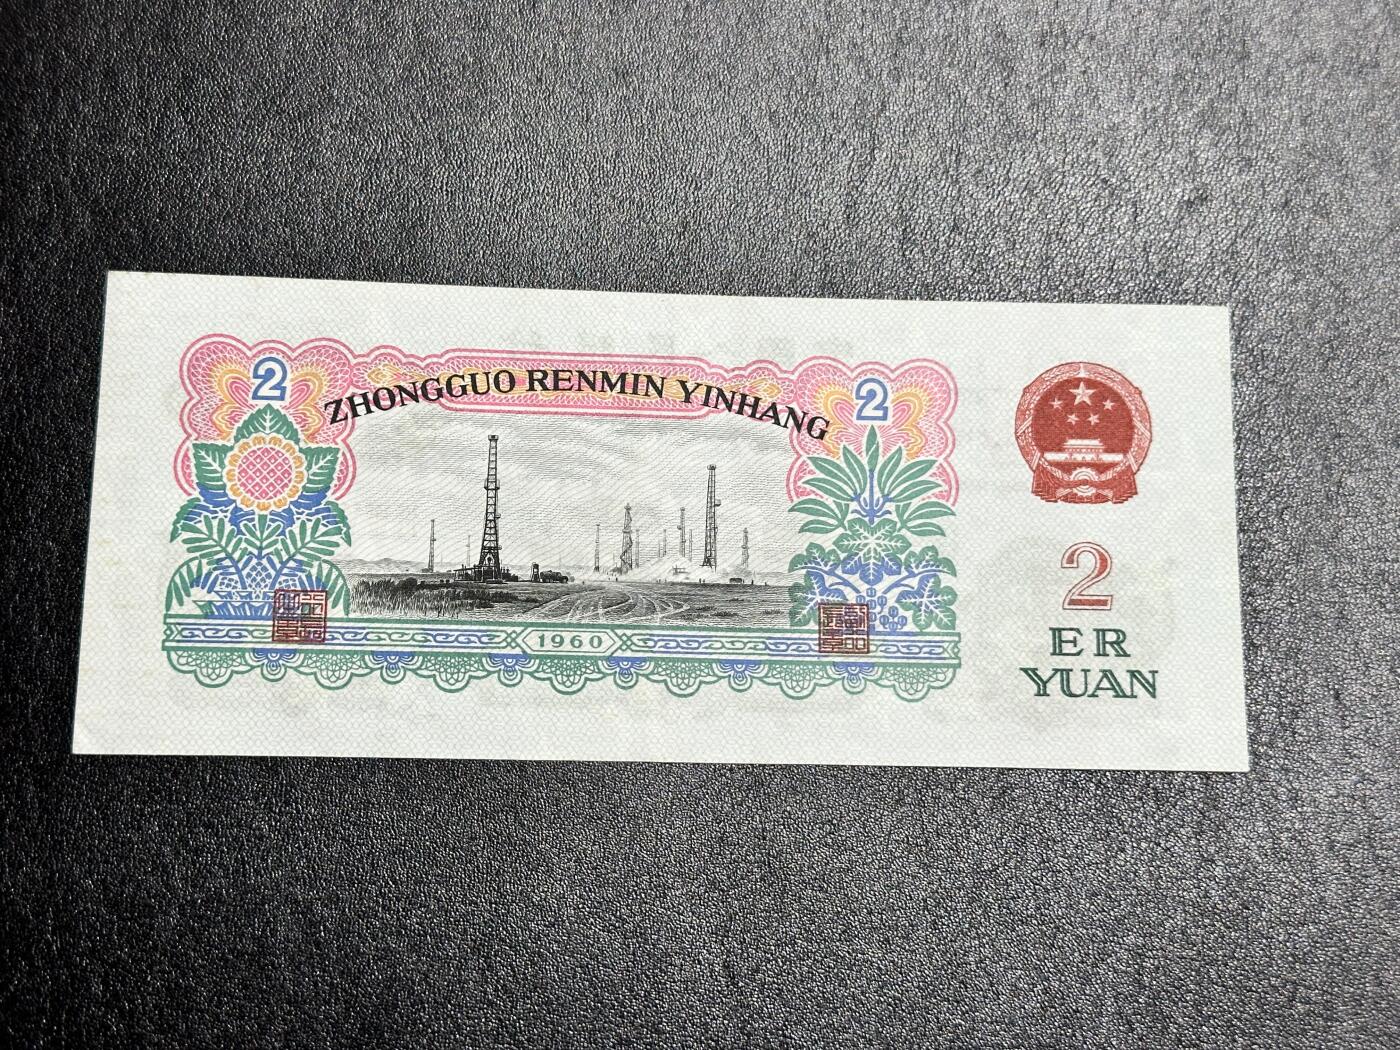 2
ZHONGGUO RENMIN YINHANG
2
1960
2
ER
YUAN